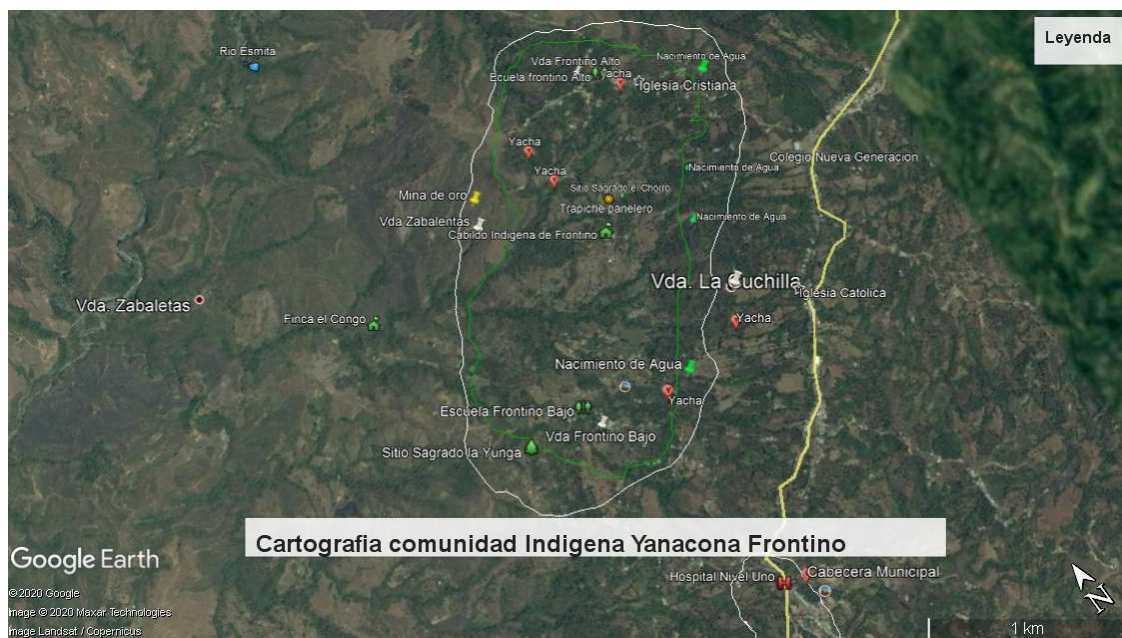 Leyenda
Rio Esmita
Vda Frontino Alto
Nacimiento de Agua
Ecuela frontino Alto
Yacha
Iglesia Cristiana
Yacha
Colegio Nueva Generacion
Yacha
Nacimiento de Agua
Sitio Sagrado el Chorro
Mina de oro
Trapiche panelero
Vda Zabalentas
Nacimiento de Agua
Cabildo Indigena de Frontino
Vda. La Cuchilla
Iglesia Catolica
Vda. Zabaletas
Finca el Congo
Yacha
Nacimiento de Agua
Yacha
Escuela Frontino Bajo
Vda Frontino Bajo
Sitio Sagrado la Yunga
Cartografia comunidad Indigena Yanacona Frontino
Google Earth
Hospital Nivel Uno
Cabecera Municipal
©2020 Google
Image © 2020 Maxar Technologies
Image Landsat / Copernicus
N
1 km